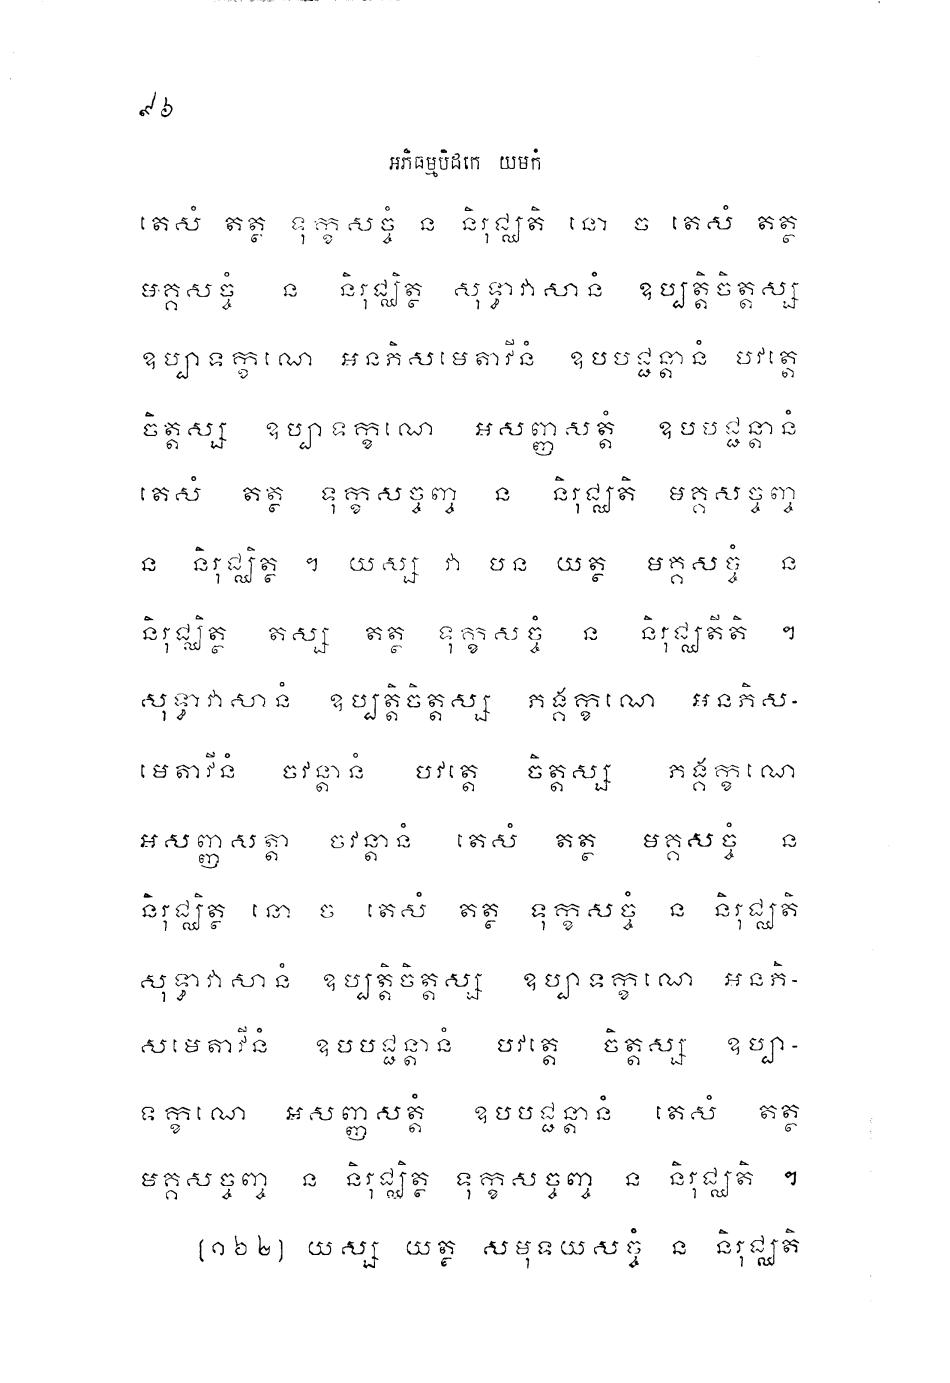 ៩៦
អភិធម្មបិដកេ យមកំ
តេសំ តត្ថ ទុក្ខសច្ចំ ន និរុជ្ឈតិ នោ ច តេសំ តត្ថ
មគ្គសច្ចំ ន និរុជ្ឈិត្ថ សុទ្ធាវាសានំ ឧប្បត្តិចិត្តស្ស
ឧប្បាទក្ខណេ អនភិសមេតាវីនំ ឧបបជ្ជន្តានំ បវត្តេ
ចិត្តស្ស ឧប្បាទក្ខណេ អសញ្ញសត្តំ ឧបបជ្ជន្តានំ
តេសំ តត្ថ ទុក្ខសច្ចញ្ច ន និរុជ្ឈតិ មគ្គសច្ចញ្ច
ន និរុជ្ឈិត្ថ ។ យស្ស វា បន យត្ថ មគ្គសច្ចំ ន
និរុជ្ឈិត្ថ តស្ស តត្ថ ទុក្ខសច្ចំ ន និរុជ្ឈតីតិ ។
សុទ្ធាវាសានំ ឧប្បត្តិចិត្តស្ស ភង្គក្ខណេ អនភិស-
មេតាវីនំ ចវន្តានំ បវត្តេ ចិត្តស្ស ភង្គក្ខណេ
អសញ្ញសត្តា ចវន្តានំ តេសំ តត្ថ មគ្គសច្ចំ ន
និរុជ្ឈិត្ថ នោ ច តេសំ តត្ថ ទុក្ខសច្ចំ ន និរុជ្ឈតិ
សុទ្ធាវាសានំ ឧប្បត្តិចិត្តស្ស ឧប្បាទក្ខណេ អនភិ-
សមេតាវីនំ ឧបបជ្ជន្តានំ បវត្តេ ចិត្តស្ស ឧប្បា-
ទក្ខណេ អសញ្ញសត្តំ ឧបបជ្ជន្តានំ តេសំ តត្ថ
មគ្គសច្ចញ្ច ន និរុជ្ឈិត្ថ ទុក្ខសច្ចញ្ច ន និរុជ្ឈតិ ។
(១៦២) យស្ស យត្ថ សមុទយសច្ចំ ន និរុជ្ឈតិ